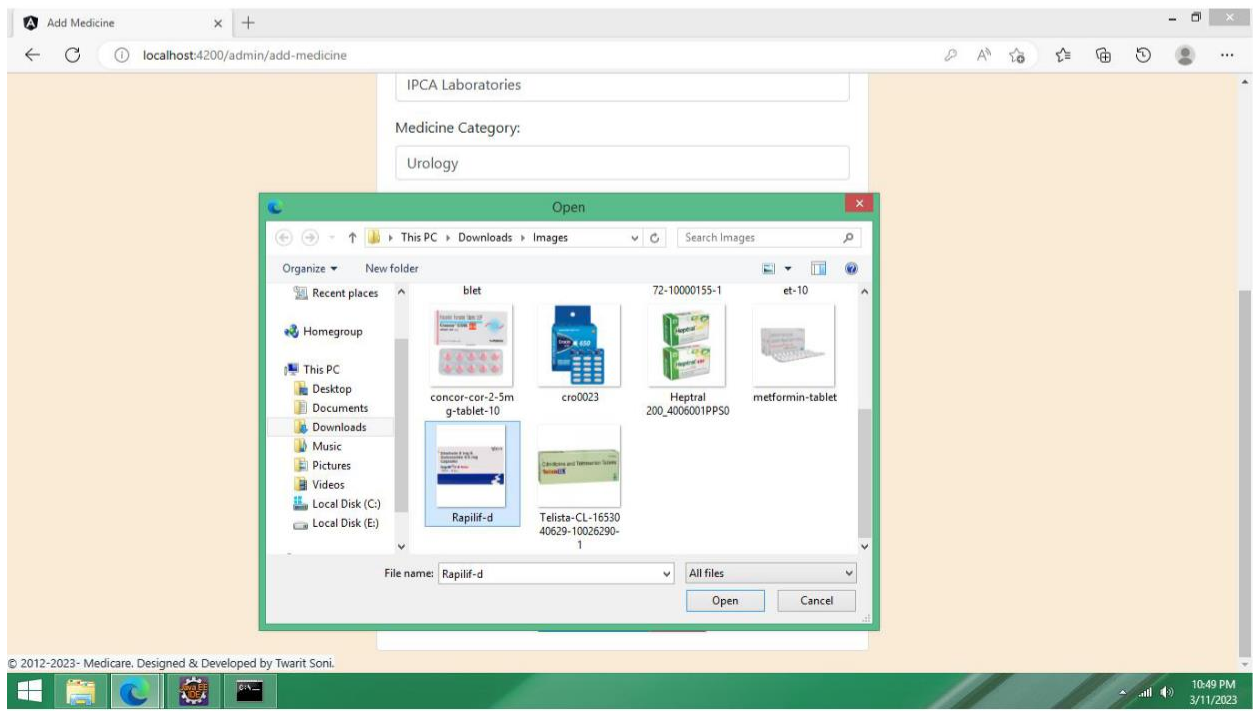 Add Medicine
localhost:4200/admin/add-medicine
IPCA Laboratories
Medicine Category:
Urology
Open
This PC Downloads Images
Search Images
Organize
New folder
Recent places
Homegroup
This PC
Desktop
Documents
Downloads
Music
Pictures
Videos
Local Disk (C:)
Local Disk (E:)
blet
72-10000155-1
et-10
concor-cor-2-5m
g-tablet-10
cro0023
Heptral
200_4006001PPS0
metformin-tablet
Rapilif-d
Telista-CL-16530
40629-10026290-
1
File name: Rapilif-d
All files
Open
Cancel
© 2012-2023- Medicare. Designed & Developed by Twarit Soni.
Java EE
IDE
10:49 PM
3/11/2023